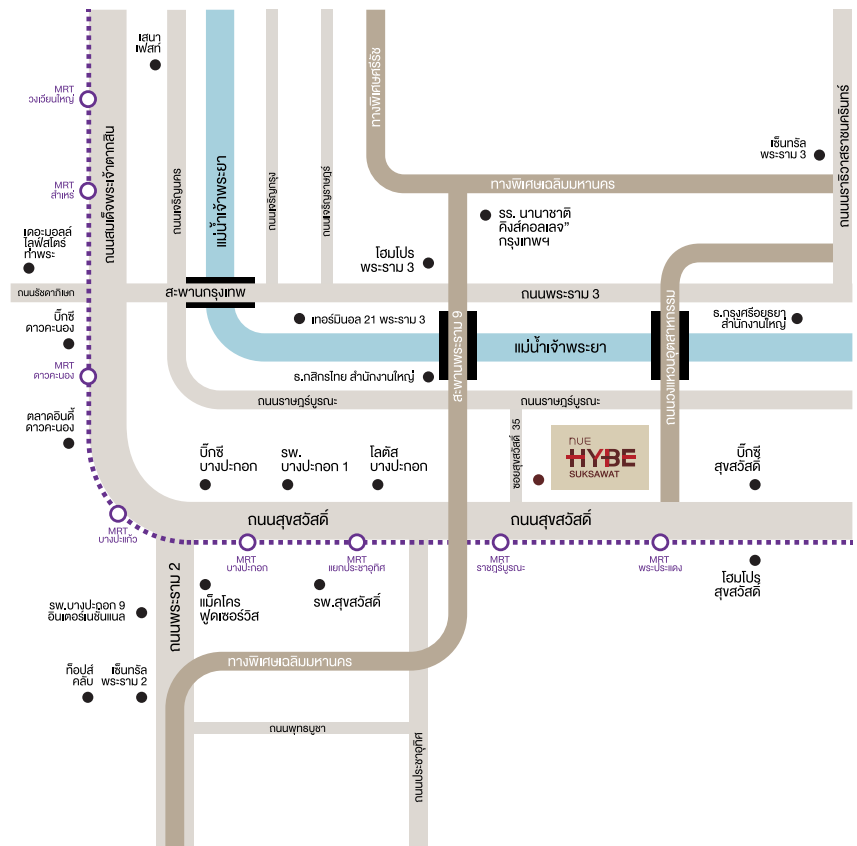 เสนา
เฟสท์
MRT
วงเวียนใหญ่
ถนนสมเด็จพระเจ้าตากสิน
ถนนเจริญนคร
แม่น้ำเจ้าพระยา
ถนนเจริญกรุง
ถนนเจริญราษฎร์
ทางพิเศษศรีรัช
ถนนนราธิวาสราชนครินทร์
เซ็นทรัล
พระราม 3
MRT
สำเหร่
ทางพิเศษเฉลิมมหานคร
รร. นานาชาติ
คิงส์คอลเลจ"
กรุงเทพฯ
เดอะมอลล์
ไลฟ์สไตร์
ท่าพระ
โฮมโปร
พระราม 3
ถนนรัชดาภิเษก
สะพานกรุงเทพ
ถนนพระราม 3
บิ๊กซี
ดาวคะนอง
เทอร์มินอล 21 พระราม 3
สะพานพระราม 9
ถนนวงแหวนอุตสาหกรรม
ธ.กรุงศรีอยุธยา
สำนักงานใหญ่
แม่น้ำเจ้าพระยา
MRT
ดาวคะนอง
ธ.กสิกรไทย สำนักงานใหญ่
ถนนราษฎร์บูรณะ
ถนนราษฎร์บูรณะ
ตลาดอินดี้
ดาวคะนอง
บิ๊กซี
บางปะกอก
รพ.
บางปะกอก 1
โลตัส
บางปะกอก
ซอยสุขสวัสดิ์ 35
nUE
HYBE
SUKSAWAT
บิ๊กซี
สุขสวัสดิ์
ถนนสุขสวัสดิ์
ถนนสุขสวัสดิ์
MRT
บางปะแก้ว
MRT
บางปะกอก
MRT
แยกประชาอุทิศ
MRT
ราษฎร์บูรณะ
MRT
พระประแดง
ถนนพระราม 2
แม็คโคร
ฟูดเซอร์วิส
รพ.สุขสวัสดิ์
โฮมโปร
สุขสวัสดิ์
รพ.บางปะกอก 9
อินเตอร์เนชั่นแนล
ทางพิเศษเฉลิมมหานคร
ท็อปส์
คลับ
เซ็นทรัล
พระราม 2
ถนนพุทธบูชา
ถนนประชาอุทิศ